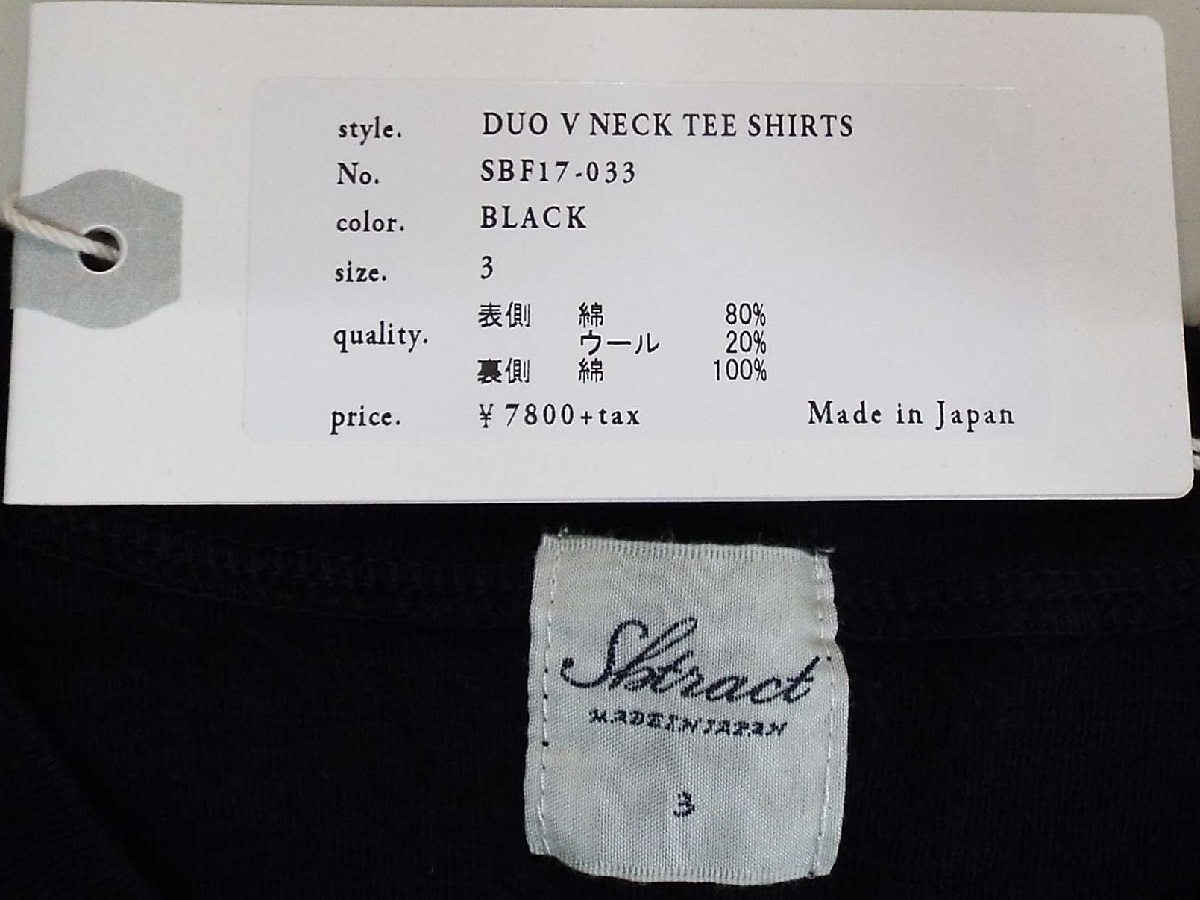 style. DUO V NECK TEE SHIRTS
No. SBF17-033
color. BLACK
size. 3
quality. 表側 綿 80%
ウール 20%
裏側 綿 100%
price. ¥ 7800+tax Made in Japan
Sbtract
MADE IN JAPAN
3